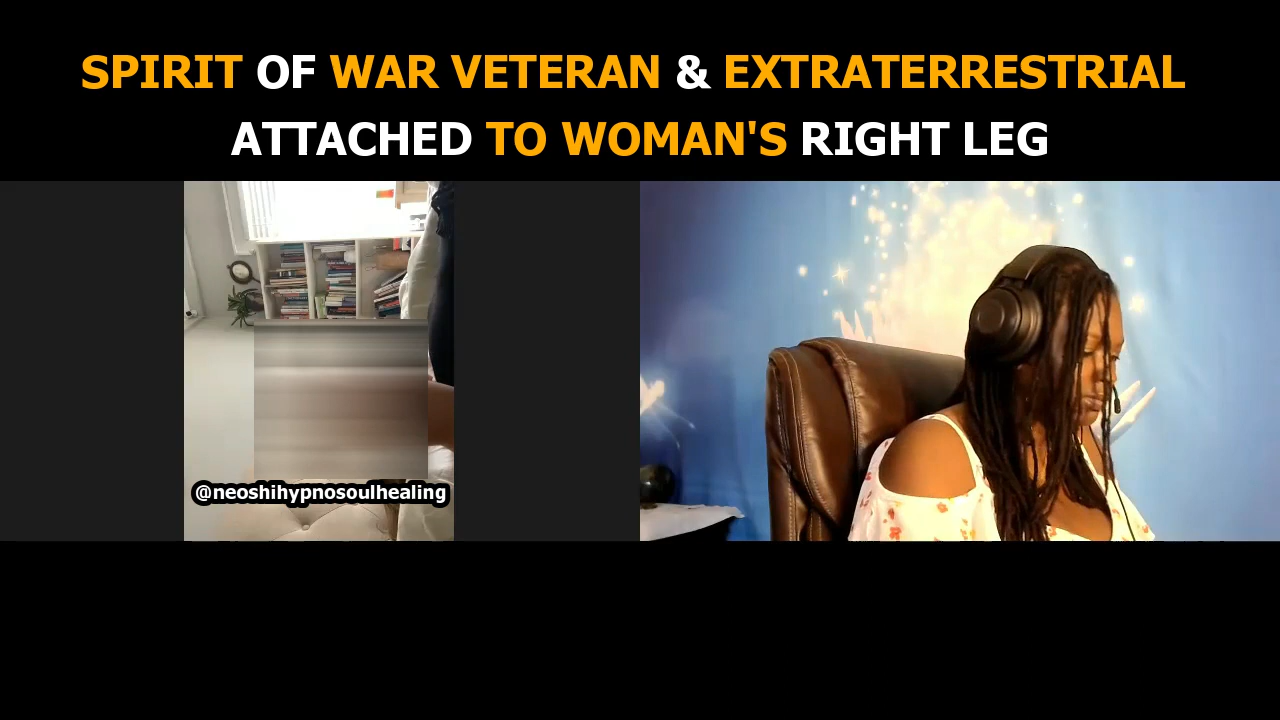 SPIRIT OF WAR VETERAN & EXTRATERRESTRIAL
ATTACHED TO WOMAN'S RIGHT LEG
@neoshihypnosoulhealing